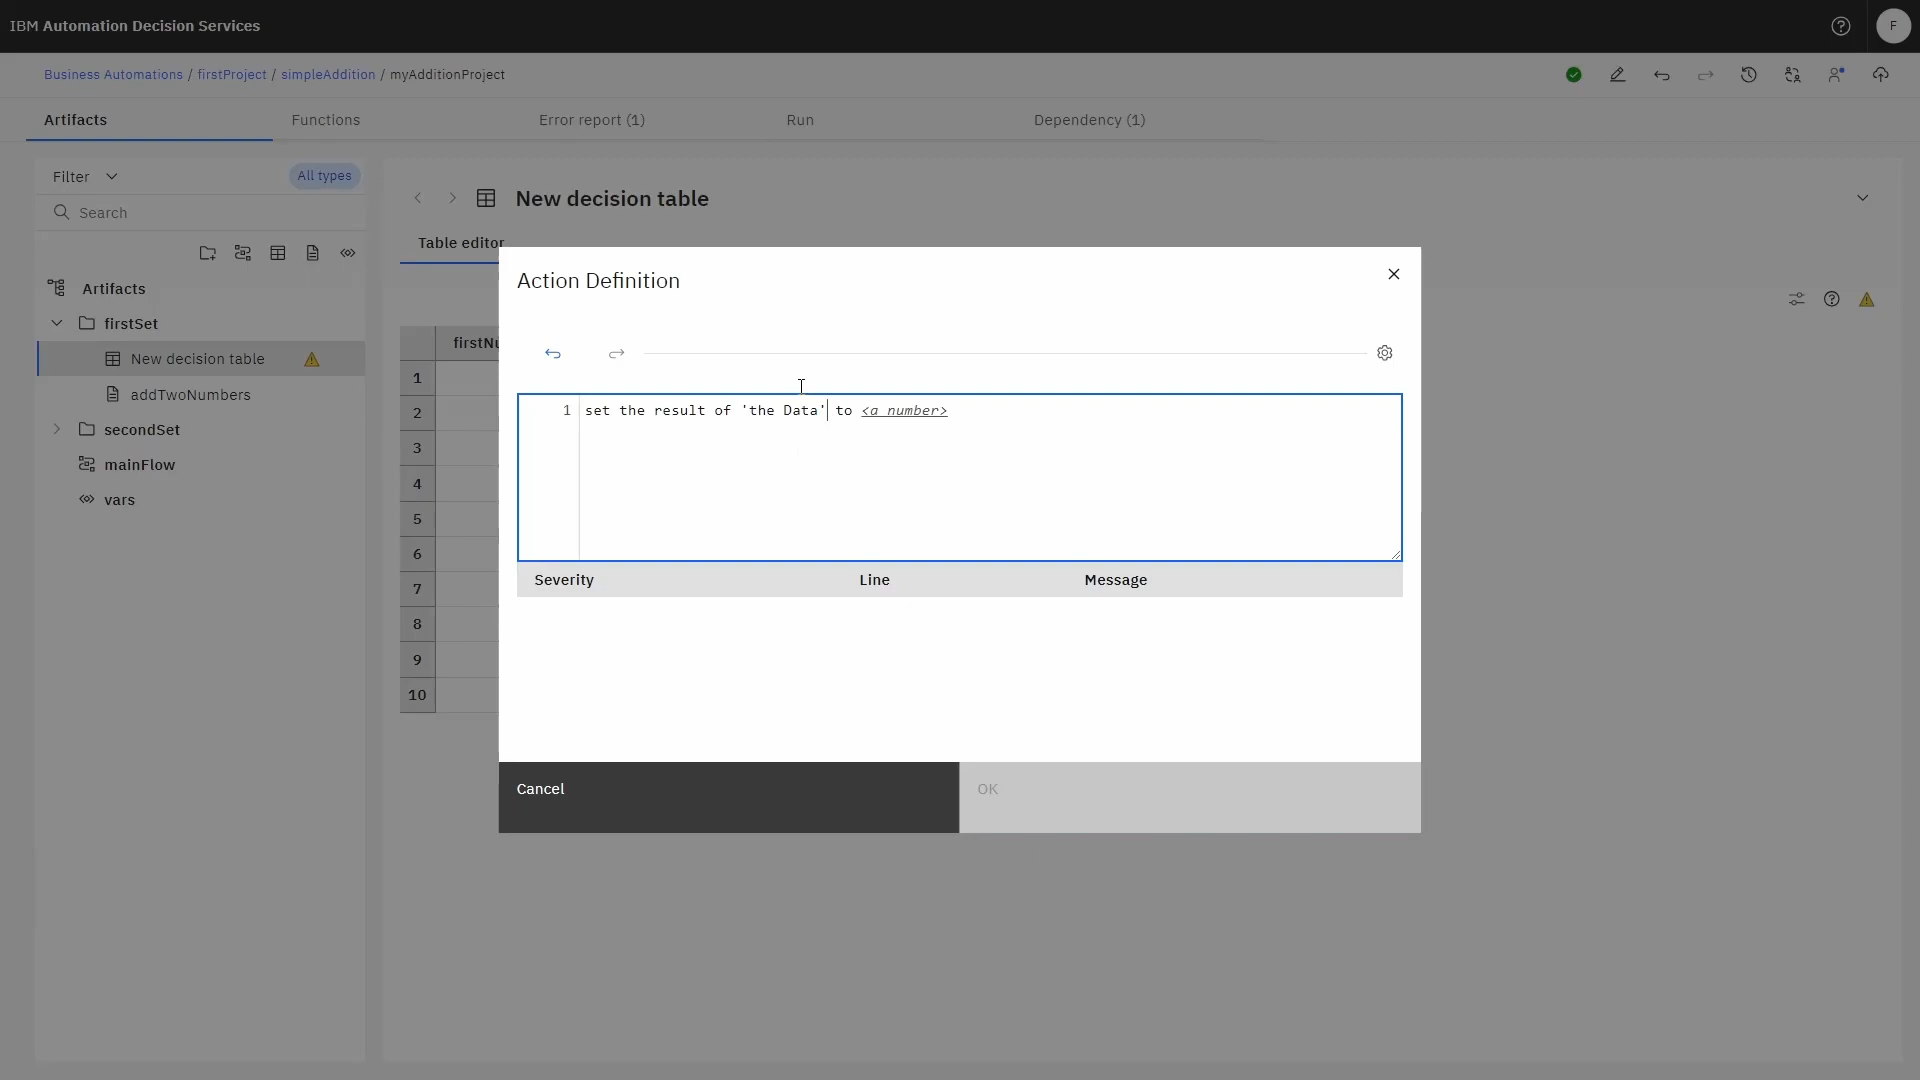 IBM Automation Decision Services
F
Business Automations / firstProject / simpleAddition / myAdditionProject
Artifacts
Functions
Error report (1)
Run
Dependency (1)
Filter
All types
Search
Artifacts
firstSet
New decision table
addTwoNumbers
secondSet
mainFlow
vars
New decision table
Table editor
firstNu
1
2
3
4
5
6
7
8
9
10
Action Definition
1 set the result of 'the Data' to <a number>
Severity Line Message
Cancel
OK